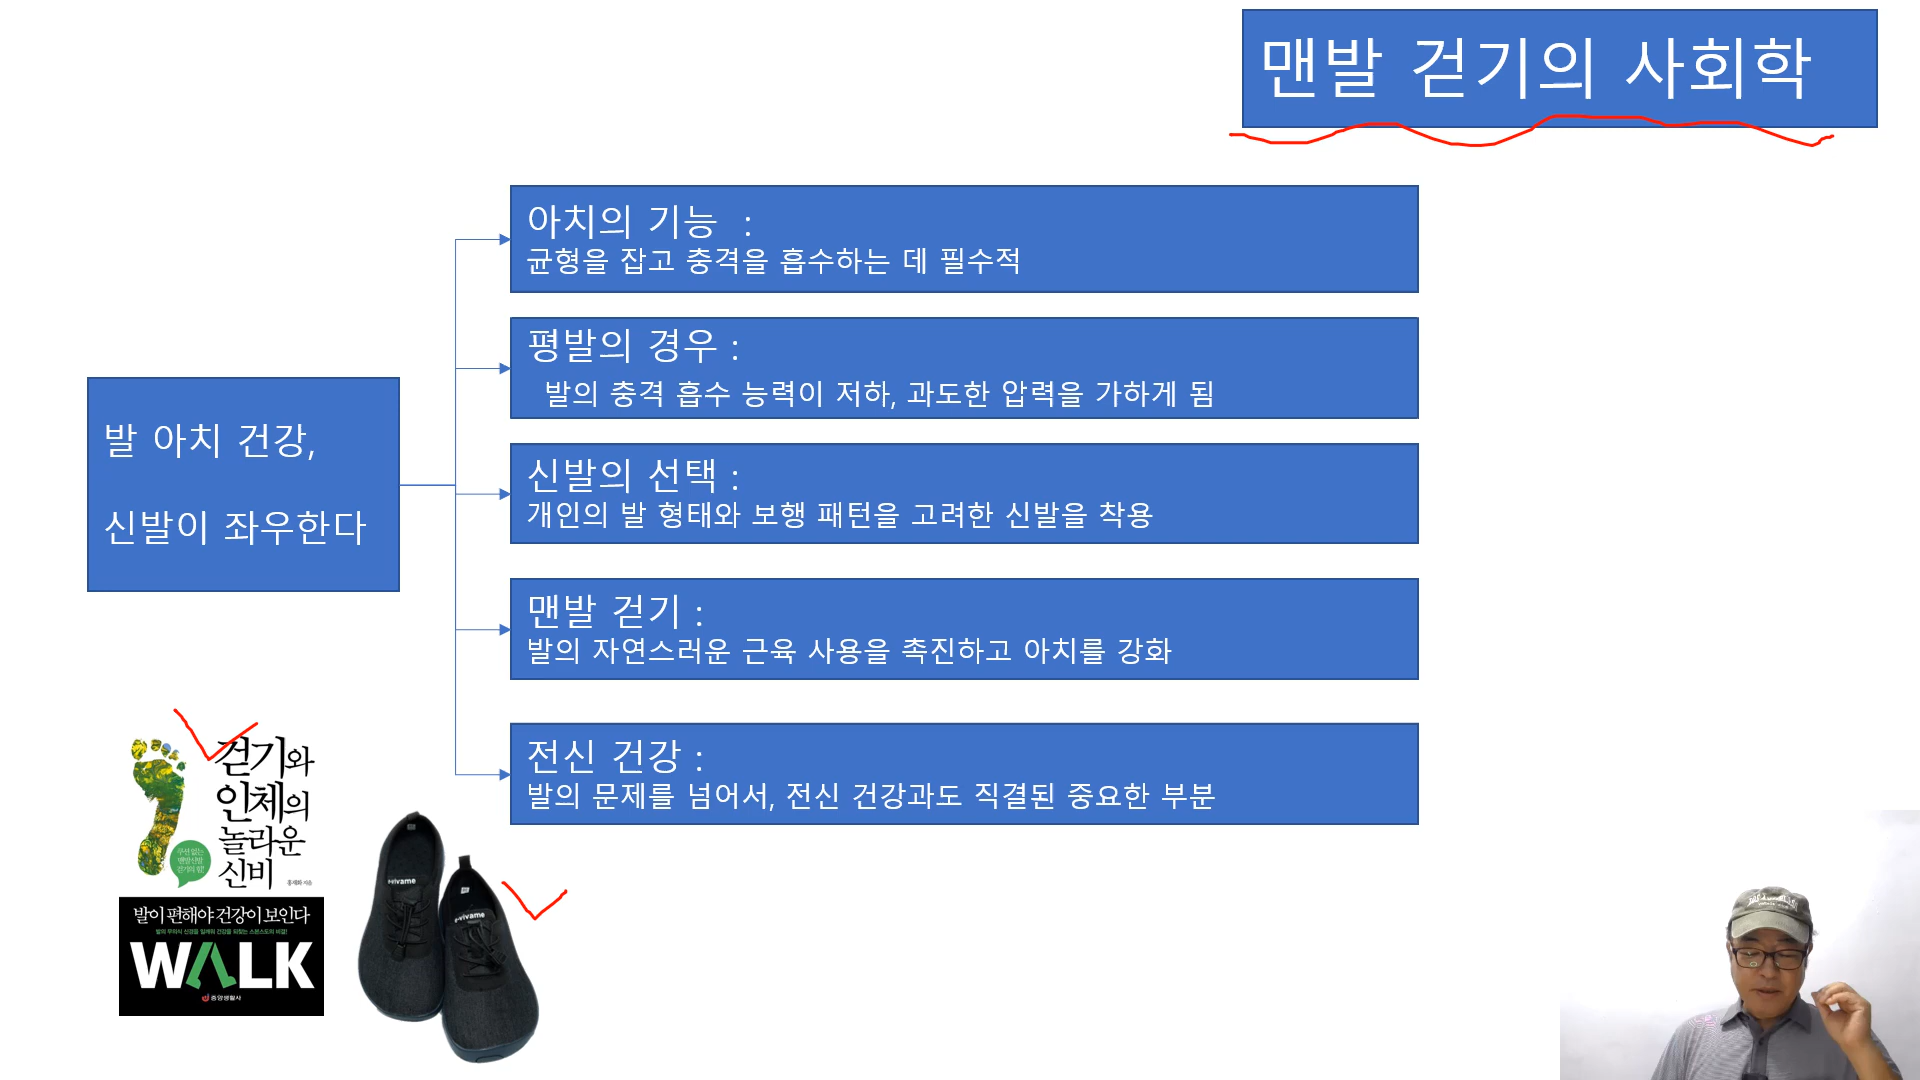 맨발 걷기의 사회학
아치의 기능 :
균형을 잡고 충격을 흡수하는 데 필수적
평발의 경우 :
발의 충격 흡수 능력이 저하, 과도한 압력을 가하게 됨
발 아치 건강,
신발이 좌우한다
신발의 선택 :
개인의 발 형태와 보행 패턴을 고려한 신발을 착용
맨발 걷기 :
발의 자연스러운 근육 사용을 촉진하고 아치를 강화
전신 건강 :
발의 문제를 넘어서, 전신 건강과도 직결된 중요한 부분
걷기와
인체의
놀라운
신비
발이 편해야 건강이 보인다
WALK
중앙생활사
e-vivame
e-vivame